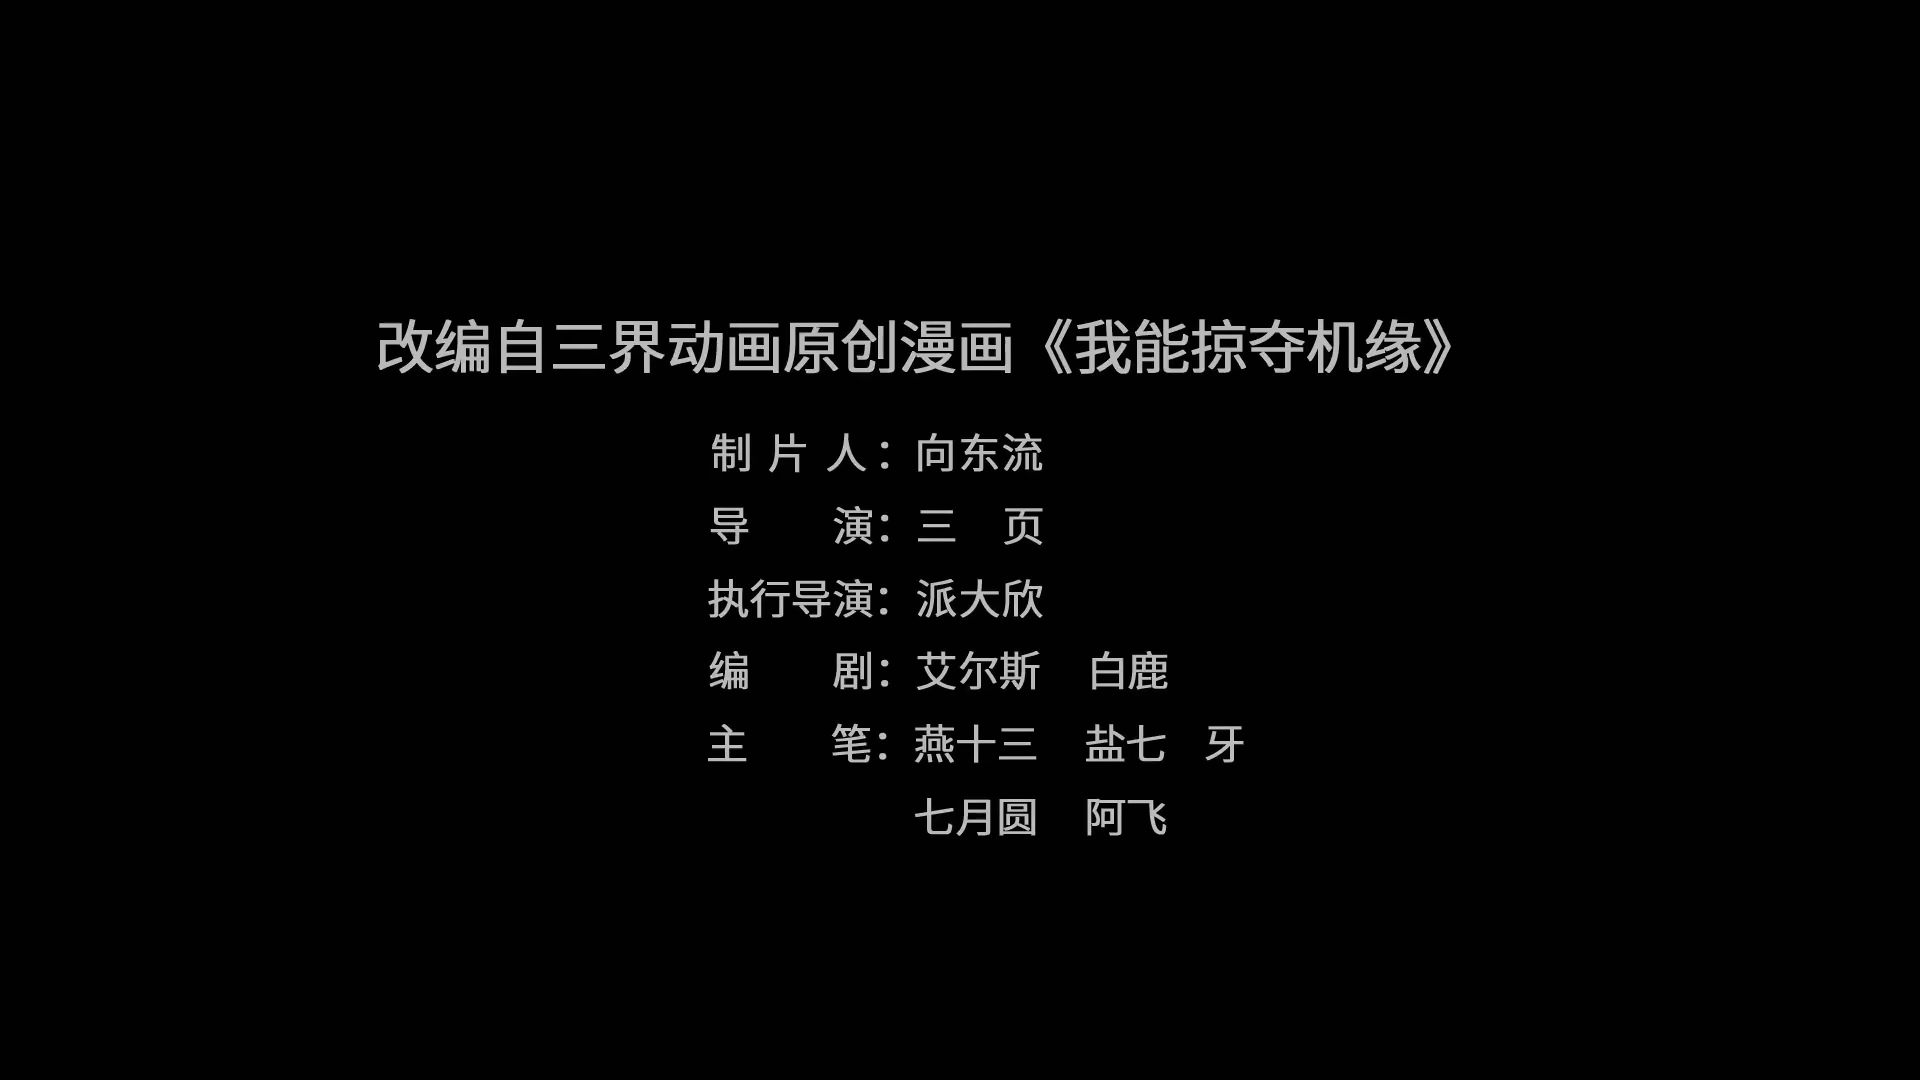 改编自三界动画原创漫画《我能掠夺机缘》
制片人：向东流
导演：三页
执行导演：派大欣
编剧：艾尔斯 白鹿
主笔：燕十三 盐七 牙
七月圆 阿飞